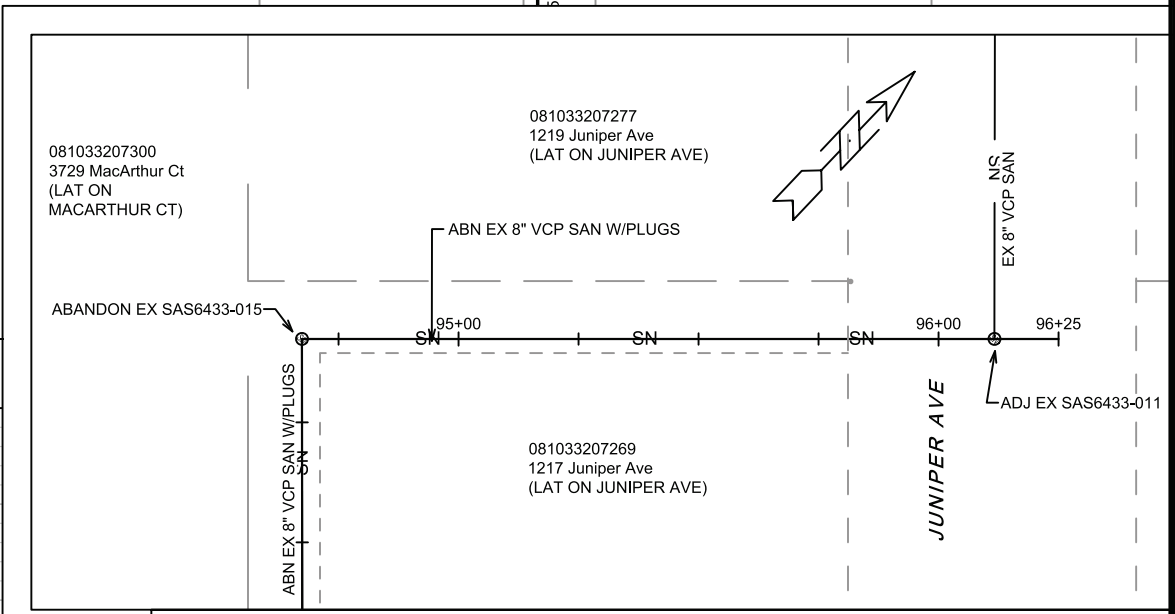 081033207277
1219 Juniper Ave
(LAT ON JUNIPER AVE)
081033207300
3729 MacArthur Ct
(LAT ON
MACARTHUR CT)
N
SN
EX 8" VCP SAN
ABN EX 8" VCP SAN W/PLUGS
ABANDON EX SAS6433-015
95+00
96+00
96+25
SN
SN
SN
ADJ EX SAS6433-011
ABN EX 8" VCP SAN W/PLUGS
SN
081033207269
1217 Juniper Ave
(LAT ON JUNIPER AVE)
JUNIPER AVE